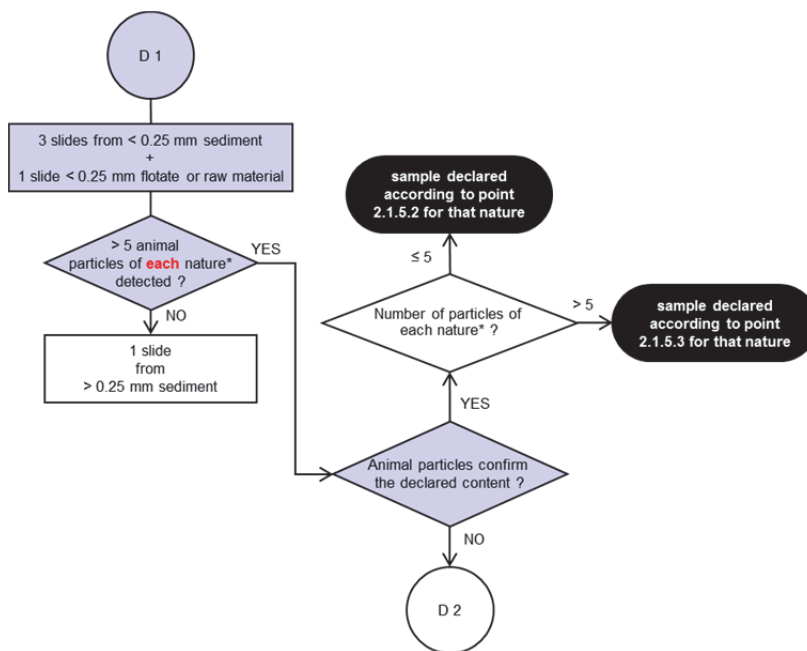 D 1
3 slides from < 0.25 mm sediment
+
1 slide < 0.25 mm flotate or raw material
> 5 animal
particles of each nature*
detected ?
YES
NO
1 slide
from
> 0.25 mm sediment
sample declared
according to point
2.1.5.2 for that nature
≤ 5
Number of particles of
each nature* ?
> 5
sample declared
according to point
2.1.5.3 for that nature
YES
Animal particles confirm
the declared content ?
NO
D 2